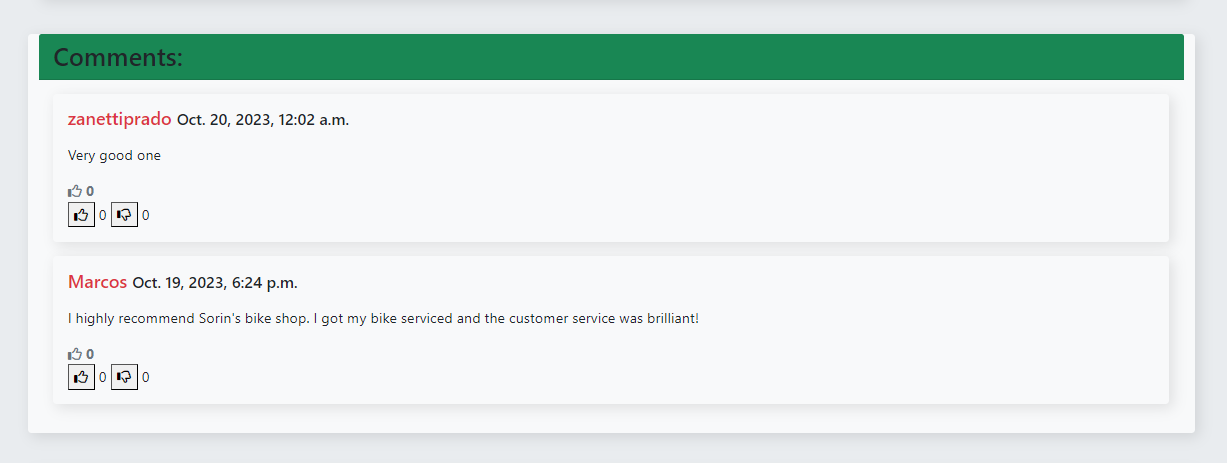 Comments:
zanettiprado Oct. 20, 2023, 12:02 a.m.
Very good one
0
0 0
Marcos Oct. 19, 2023, 6:24 p.m.
I highly recommend Sorin's bike shop. I got my bike serviced and the customer service was brilliant!
0
0 0